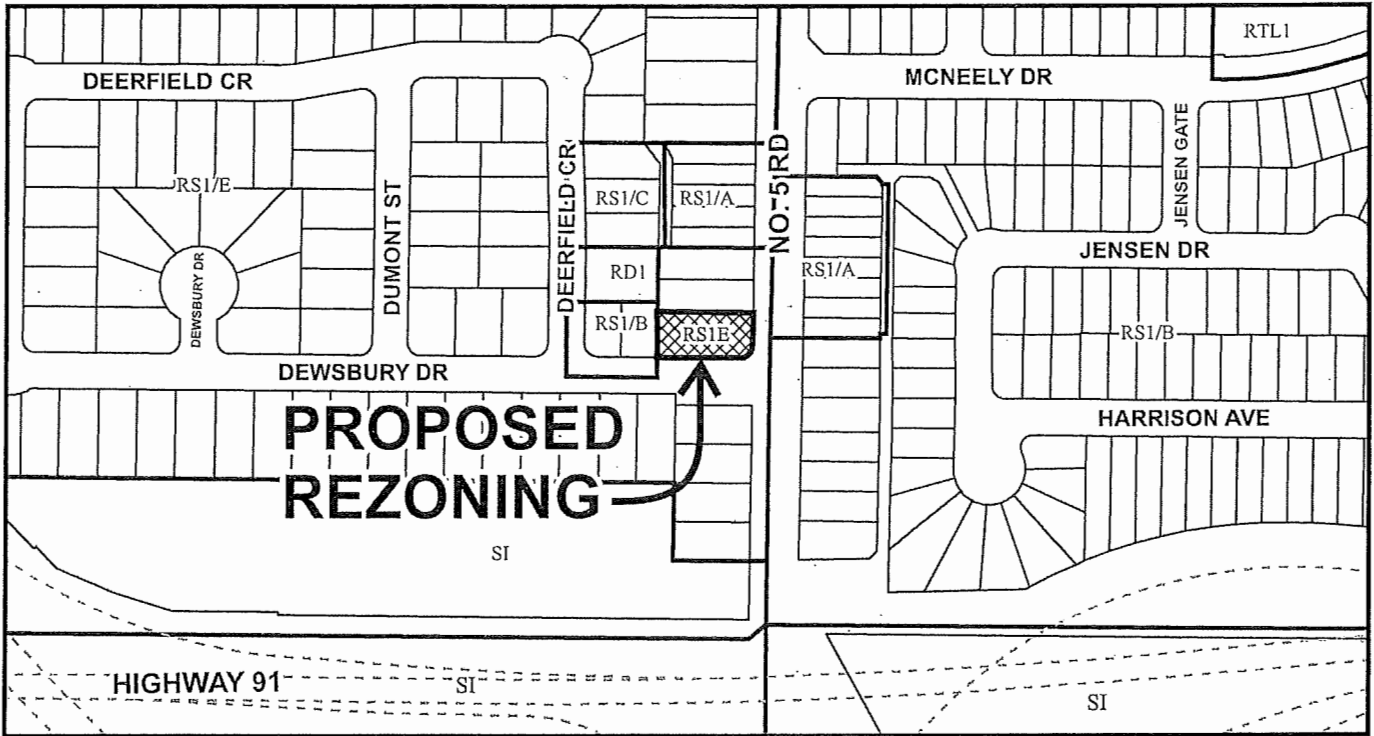 RTL1
DEERFIELD CR
MCNEELY DR
JENSEN GATE
NO. 5 RD
RS1/E
DUMONT ST
DEERFIELD CR
RS1/C
RS1/A
DEWSBURY DR
RD1
RS1/A
JENSEN DR
RS1/B
RS1E
RS1/B
DEWSBURY DR
HARRISON AVE
PROPOSED
REZONING
SI
HIGHWAY 91
SI
SI